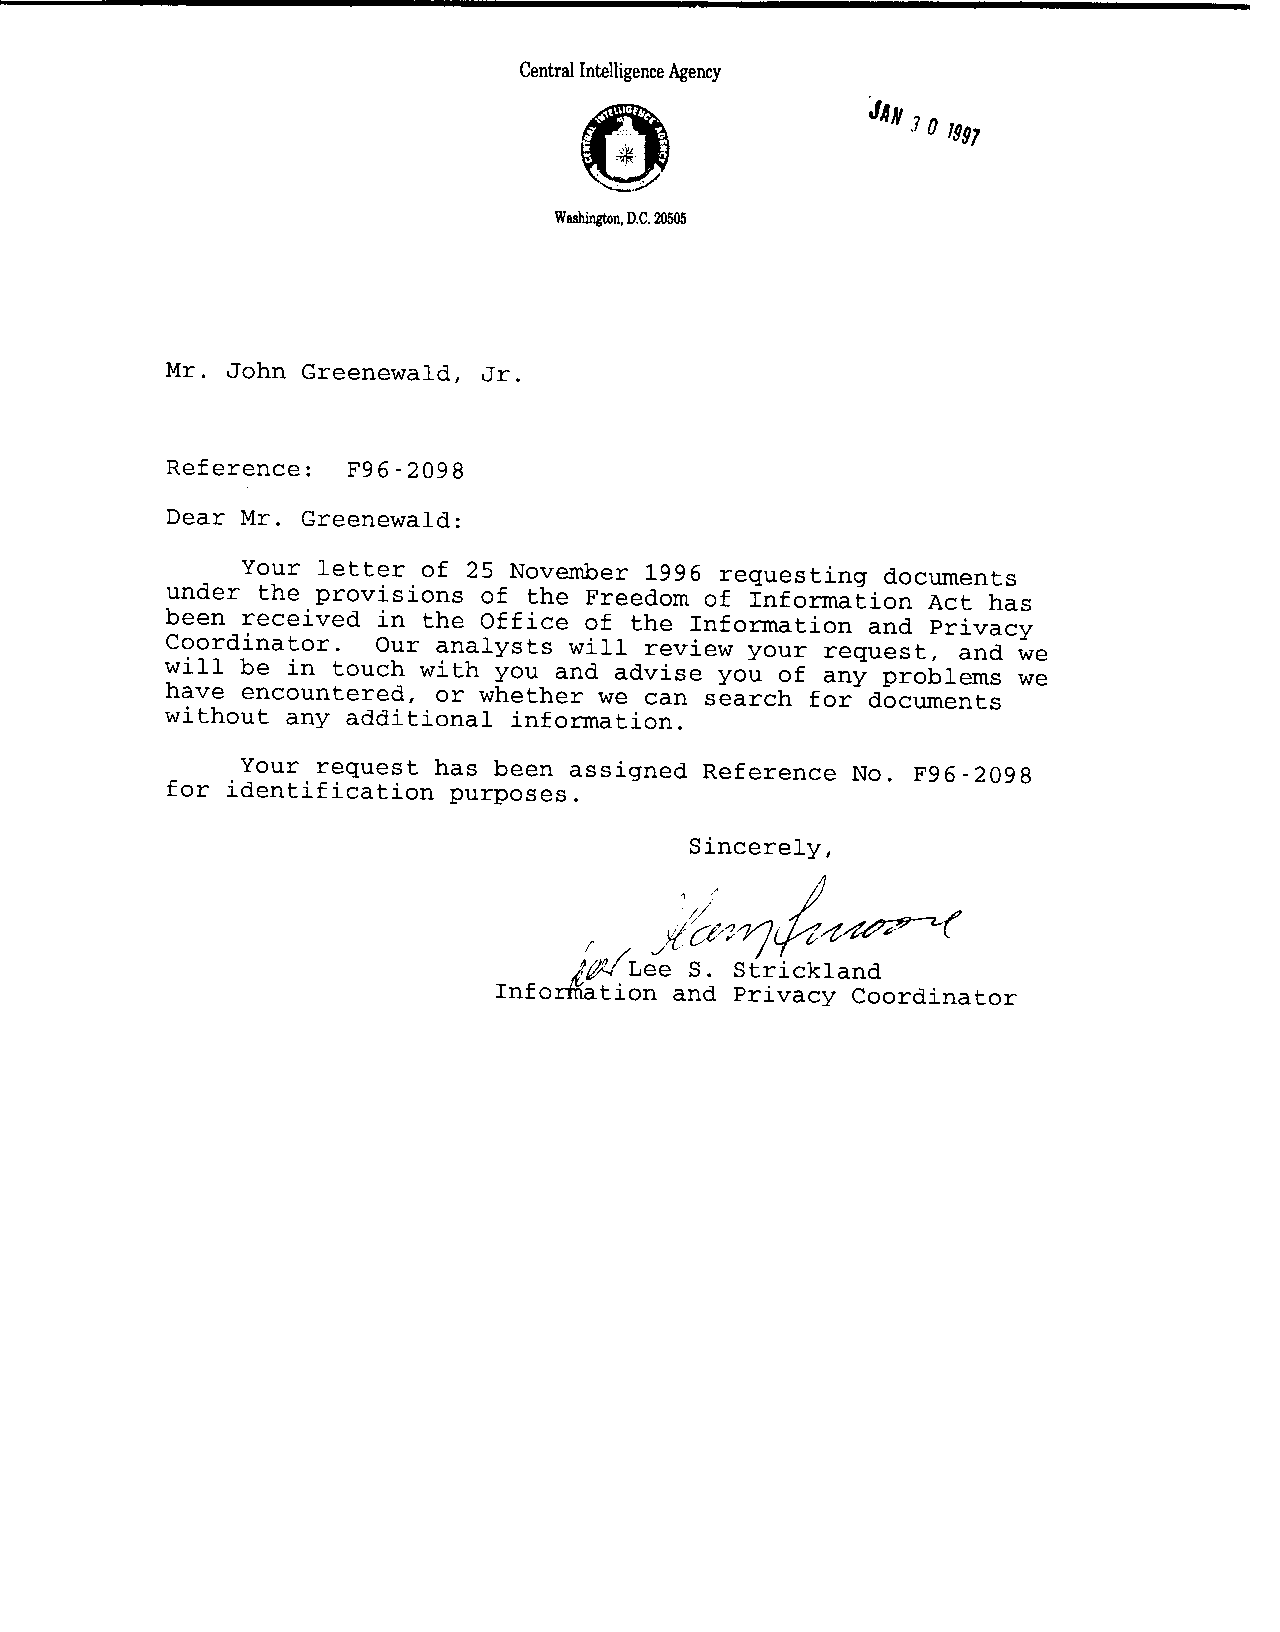 Central Intelligence Agency
CENTRAL INTELLIGENCE AGENCY
JAN 30 1997
Washington, D.C. 20505
Mr. John Greenewald, Jr.
Reference: F96-2098
Dear Mr. Greenewald:
Your letter of 25 November 1996 requesting documents
under the provisions of the Freedom of Information Act has
been received in the Office of the Information and Privacy
Coordinator. Our analysts will review your request, and we
will be in touch with you and advise you of any problems we
have encountered, or whether we can search for documents
without any additional information.
Your request has been assigned Reference No. F96-2098
for identification purposes.
Sincerely,
for Lee S. Strickland
Information and Privacy Coordinator